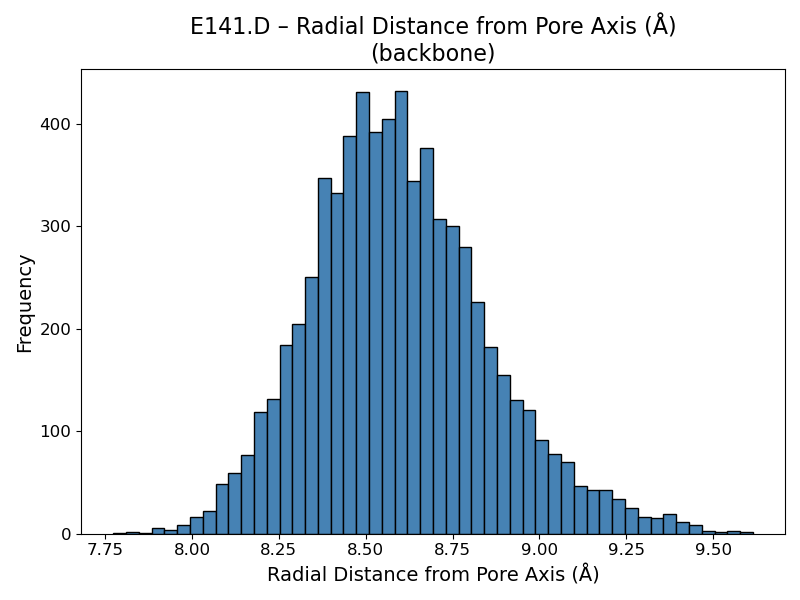 E141.D – Radial Distance from Pore Axis (Å)
(backbone)
Frequency
400
300
200
100
0
7.75 8.00 8.25 8.50 8.75 9.00 9.25 9.50
Radial Distance from Pore Axis (Å)